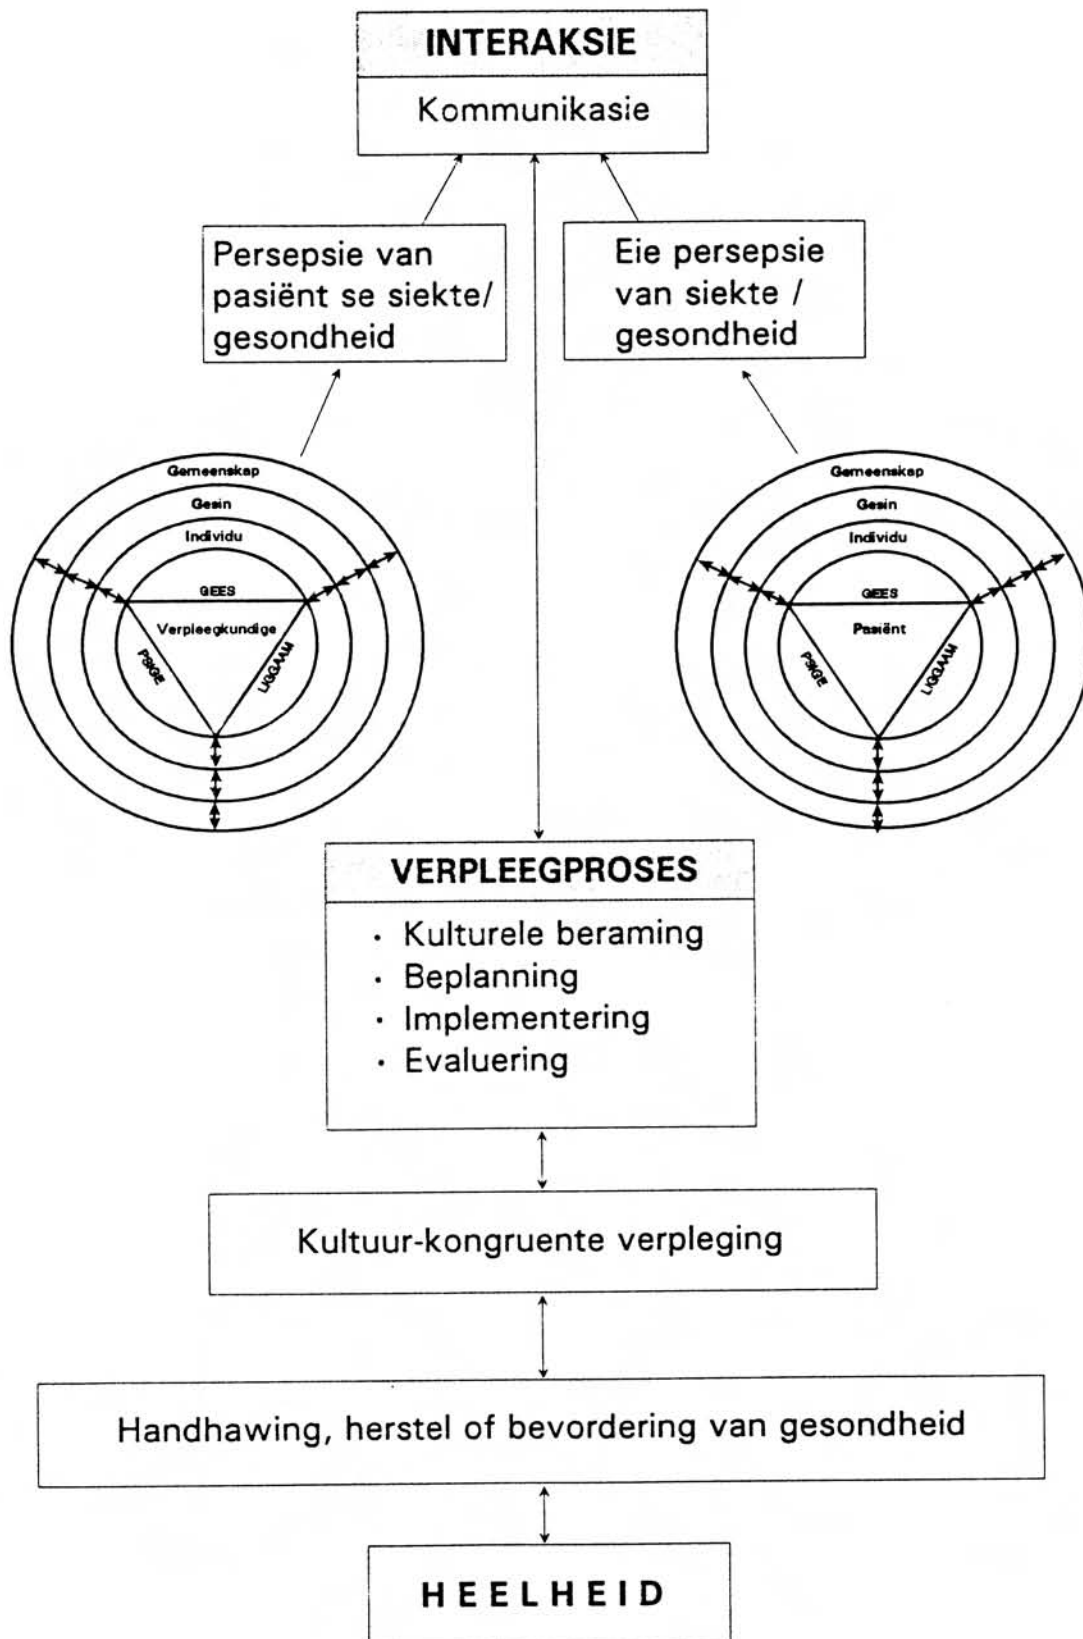 INTERAKSIE
Kommunikasie
Persepsie van
pasiënt se siekte/
gesondheid
Eie persepsie
van siekte /
gesondheid
Gemeenskap
Gesin
Individu
GEES
Verpleegkundige
PSIGE
LIGGAAM
Gemeenskap
Gesin
Individu
GEES
Pasiënt
PSIGE
LIGGAAM
VERPLEEGPROSES
· Kulturele beraming
· Beplanning
· Implementering
· Evaluering
Kultuur-kongruente verpleging
Handhawing, herstel of bevordering van gesondheid
HEELHEID